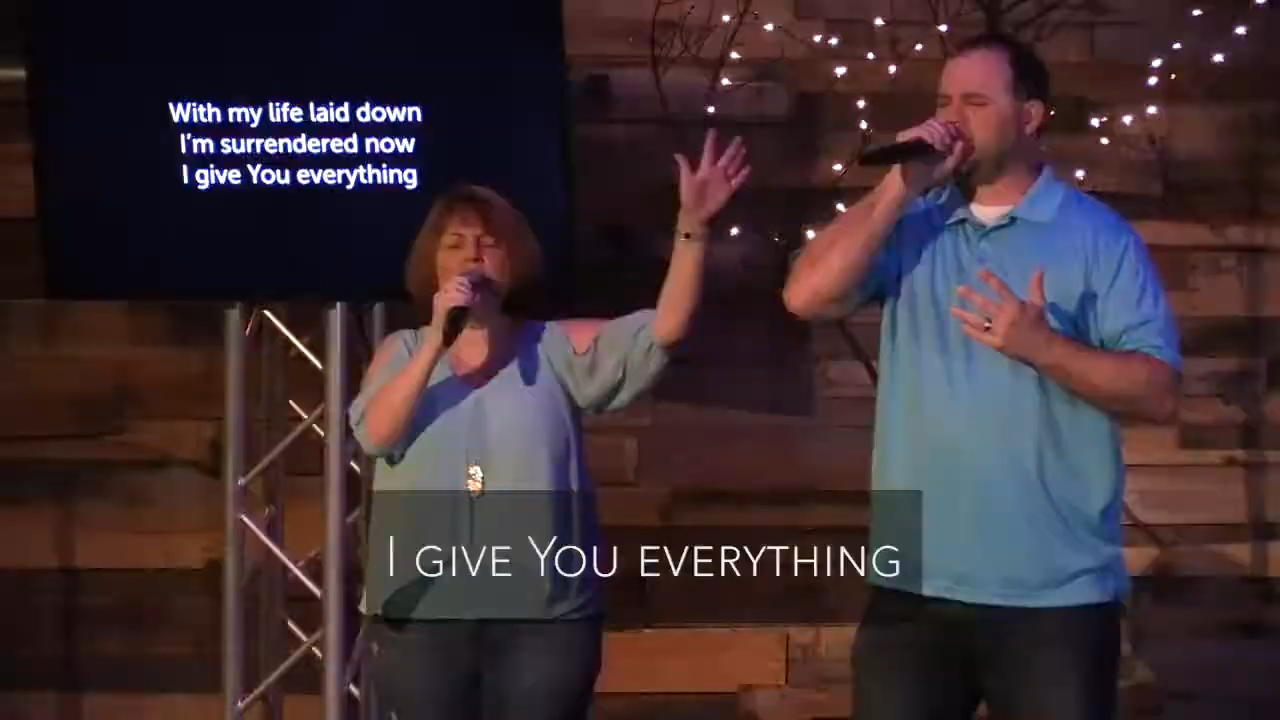 With my life laid down
I'm surrendered now
I give You everything
I GIVE YOU EVERYTHING